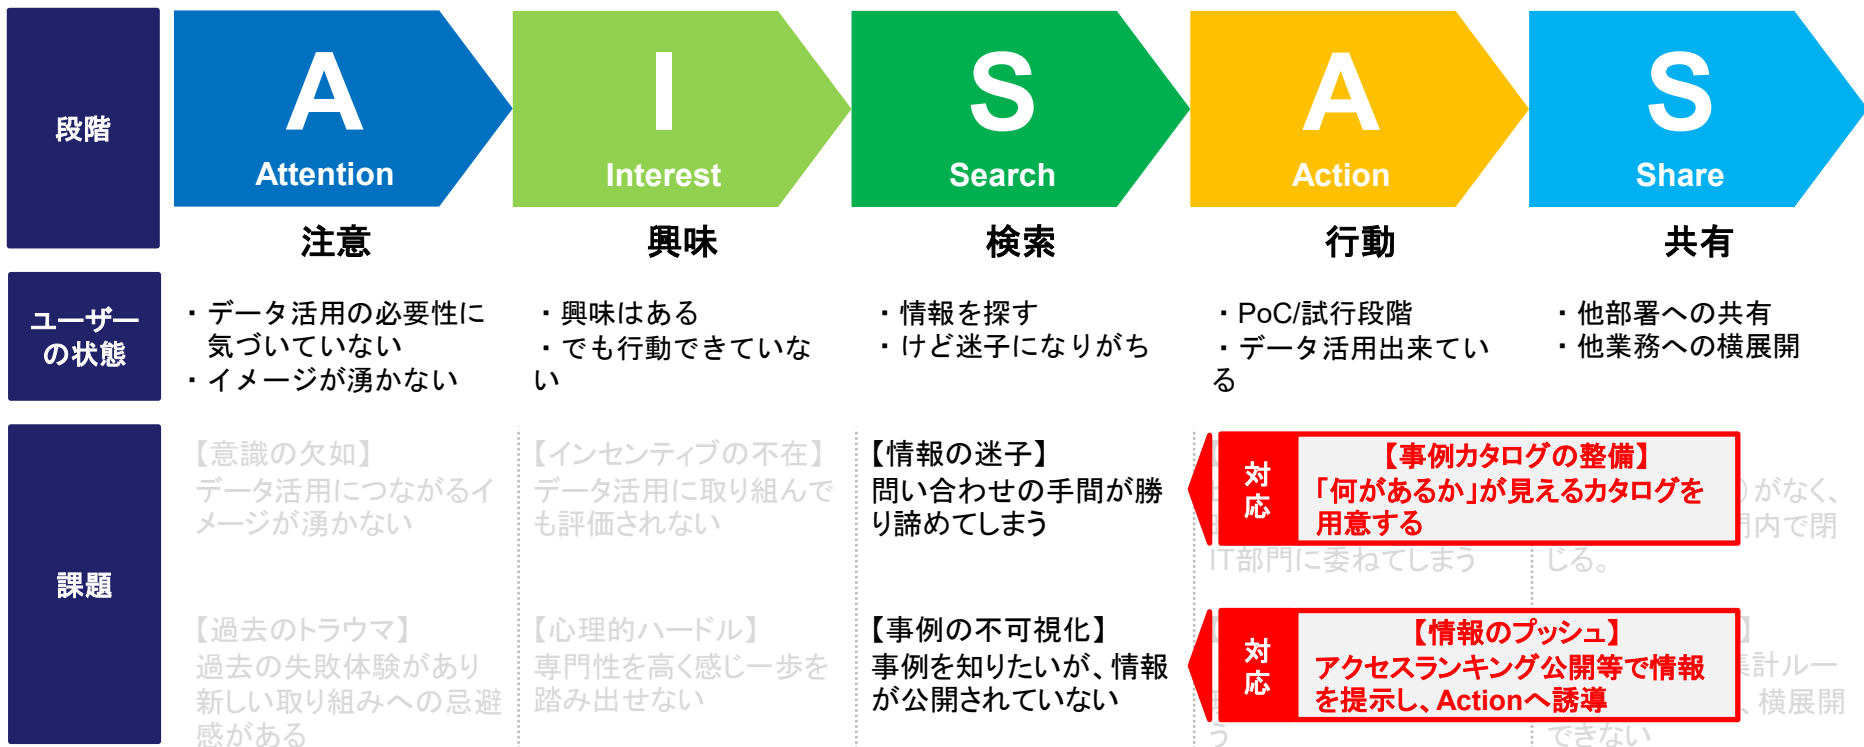 段階
A
Attention
注意
I
Interest
興味
S
Search
検索
A
Action
行動
S
Share
共有
ユーザー
の状態
・データ活用の必要性に
気づいていない
・イメージが湧かない
・興味はある
・でも行動できていな
い
・情報を探す
・けど迷子になりがち
・PoC/試行段階
・データ活用出来てい
る
・他部署への共有
・他業務への横展開
課題
【意識の欠如】
データ活用につながるイ
メージが湧かない
【インセンティブの不在】
データ活用に取り組んで
も評価されない
【情報の迷子】
問い合わせの手間が勝
り諦めてしまう
対応
【事例カタログの整備】
「何があるか」が見えるカタログを
用意する
IT部門に委ねてしまう
がなく、
内で閉
じる。
【過去のトラウマ】
過去の失敗体験があり
新しい取り組みへの忌避
感がある
【心理的ハードル】
専門性を高く感じ一歩を
踏み出せない
【事例の不可視化】
事例を知りたいが、情報
が公開されていない
対応
【情報のプッシュ】
アクセスランキング公開等で情報
を提示し、Actionへ誘導
う
】
計ルー
、横展開
できない